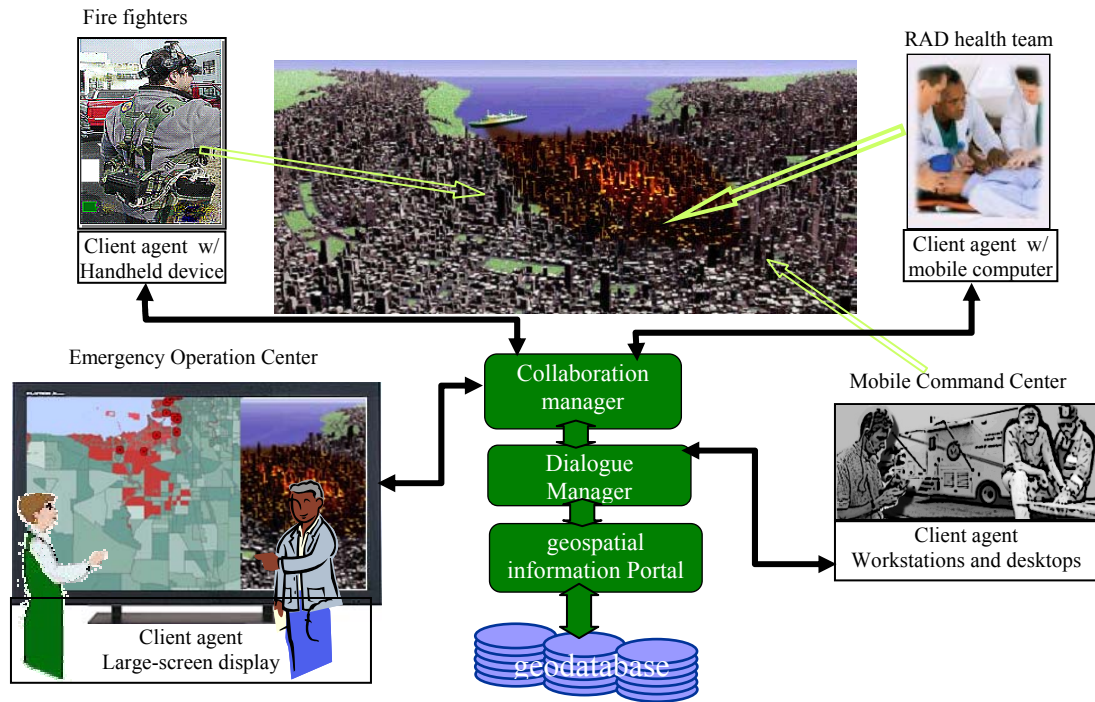 Fire fighters
RAD health team
Client agent w/
Handheld device
Client agent w/
mobile computer
Emergency Operation Center
Collaboration
manager
Mobile Command Center
Dialogue
Manager
geospatial
information Portal
Client agent
Workstations and desktops
Client agent
Large-screen display
geodatabase